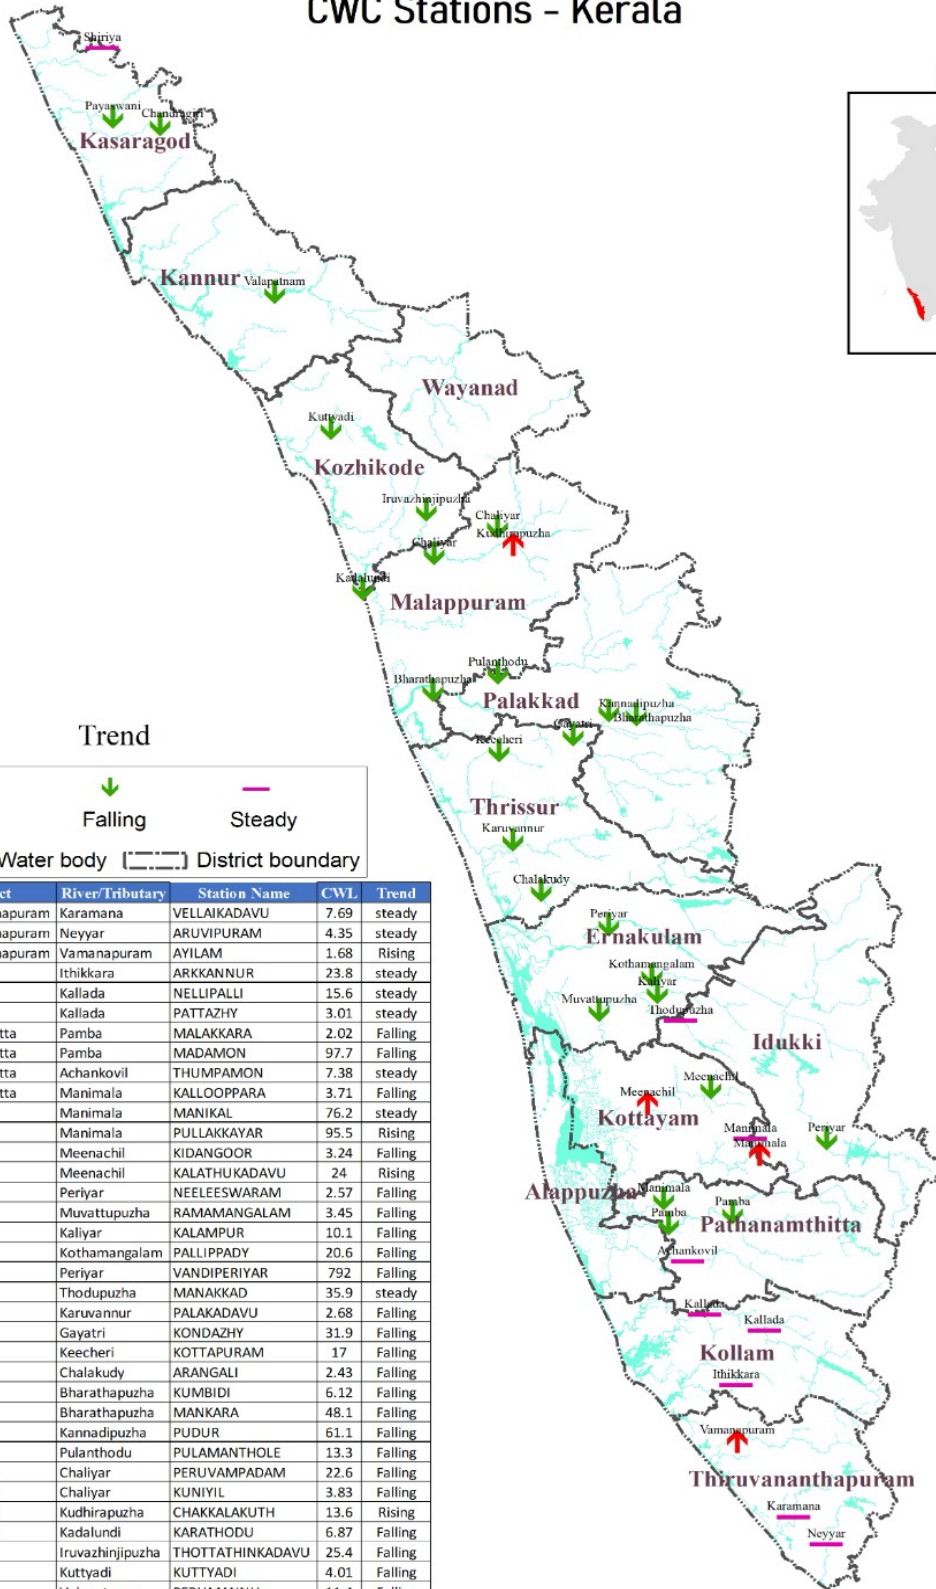 CWC Stations - Kerala
Shiriya
Payaswani
Chandragiri
Kasaragod
Kannur
Valapatnam
Wayanad
Kuttyadi
Kozhikode
Iruvazhinjipuzha
Chaliyar
Kudhirapuzha
Chaliyar
Kadalundi
Malappuram
Pulanthodu
Bharathapuzha
Palakkad
Kannadipuzha
Bharathapuzha
Gayatri
Keecheri
Thrissur
Karuvannur
Chalakudy
Periyar
Ernakulam
Kothamangalam
Kaliyar
Muvattupuzha
Thodupuzha
Idukki
Meenachil
Meenachil
Kottayam
Manimala
Manimala
Periyar
Alappuzha
Manimala
Pamba
Pamba
Pathanamthitta
Achankovil
Kallada
Kallada
Kollam
Ithikkara
Vamanapuram
Thiruvananthapuram
Karamana
Neyyar
Trend
Falling Steady
Water body District boundary
ct River/Tributary Station Name CWL Trend
apuram Karamana VELLAIKADAVU 7.69 steady
apuram Neyyar ARUVIPURAM 4.35 steady
apuram Vamanapuram AYILAM 1.68 Rising
Ithikkara ARKKANNUR 23.8 steady
Kallada NELLIPALLI 15.6 steady
Kallada PATTAZHY 3.01 steady
tta Pamba MALAKKARA 2.02 Falling
tta Pamba MADAMON 97.7 Falling
tta Achankovil THUMPAMON 7.38 steady
tta Manimala KALLOOPPARA 3.71 Falling
Manimala MANIKAL 76.2 steady
Manimala PULLAKKAYAR 95.5 Rising
Meenachil KIDANGOOR 3.24 Falling
Meenachil KALATHUKADAVU 24 Rising
Periyar NEELEESWARAM 2.57 Falling
Muvattupuzha RAMAMANGALAM 3.45 Falling
Kaliyar KALAMPUR 10.1 Falling
Kothamangalam PALLIPPADY 20.6 Falling
Periyar VANDIPERIYAR 792 Falling
Thodupuzha MANAKKAD 35.9 steady
Karuvannur PALAKADAVU 2.68 Falling
Gayatri KONDAZHY 31.9 Falling
Keecheri KOTTAPURAM 17 Falling
Chalakudy ARANGALI 2.43 Falling
Bharathapuzha KUMBIDI 6.12 Falling
Bharathapuzha MANKARA 48.1 Falling
Kannadipuzha PUDUR 61.1 Falling
Pulanthodu PULAMANTHOLE 13.3 Falling
Chaliyar PERUVAMPADAM 22.6 Falling
Chaliyar KUNIYIL 3.83 Falling
Kudhirapuzha CHAKKALAKUTH 13.6 Rising
Kadalundi KARATHODU 6.87 Falling
Iruvazhinjipuzha THOTTATHINKADAVU 25.4 Falling
Kuttyadi KUTTYADI 4.01 Falling